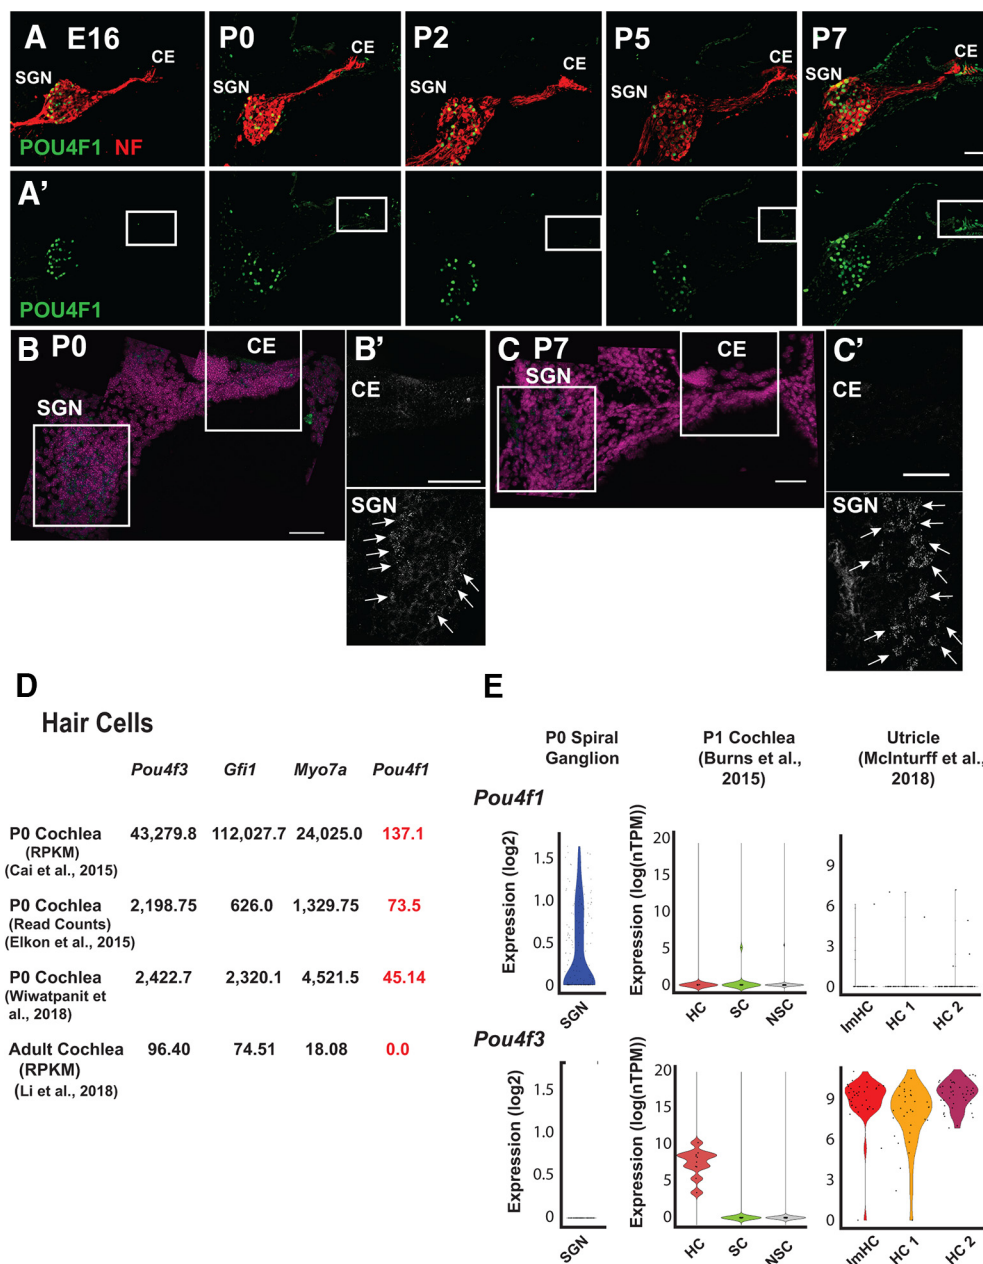 A E16 P0 P2 P5 P7
SGN CE SGN CE SGN CE SGN CE SGN CE
POU4F1 NF
A'
POU4F1
B P0 CE
SGN
B'
CE
SGN
C P7 CE
SGN
C'
CE
SGN
D
Hair Cells
Pou4f3 Gfi1 Myo7a Pou4f1
P0 Cochlea 43,279.8 112,027.7 24,025.0 137.1
(RPKM)
(Cai et al., 2015)
P0 Cochlea 2,198.75 626.0 1,329.75 73.5
(Read Counts)
(Elkon et al., 2015)
P0 Cochlea 2,422.7 2,320.1 4,521.5 45.14
(Wiwatpanit et
al., 2018)
Adult Cochlea 96.40 74.51 18.08 0.0
(RPKM)
(Li et al., 2018)
E
P0 Spiral
Ganglion
P1 Cochlea
(Burns et al.,
2015)
Utricle
(McInturff et al.,
2018)
Pou4f1
Expression (log2)
1.5
1.0
0.5
0
SGN
Expression (log(nTPM))
20
15
10
5
0
HC SC NSC
9
6
3
0
ImHC HC 1 HC 2
Pou4f3
Expression (log2)
1.5
1.0
0.5
0
SGN
Expression (log(nTPM))
20
15
10
5
0
HC SC NSC
9
6
3
0
ImHC HC 1 HC 2